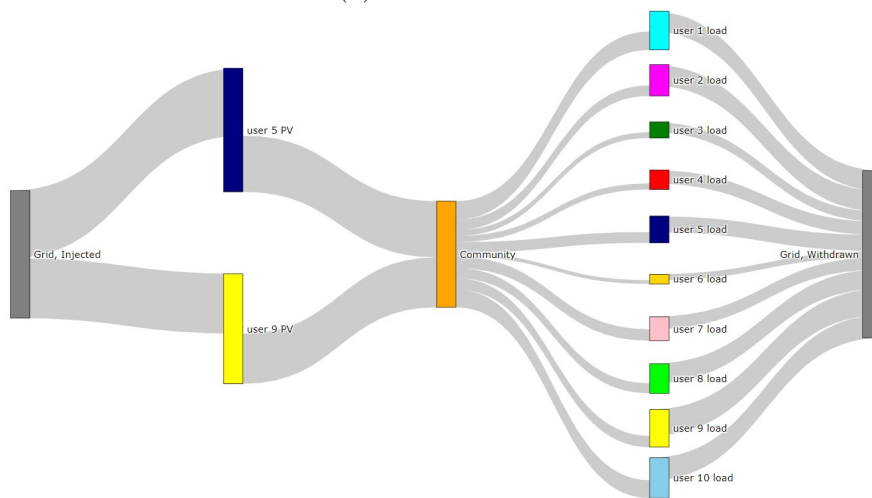 user 1 load
user 2 load
user 5 PV
user 3 load
user 4 load
user 5 load
Grid, Injected
Community
Grid, Withdrawn
user 6 load
user 9 PV
user 7 load
user 8 load
user 9 load
user 10 load